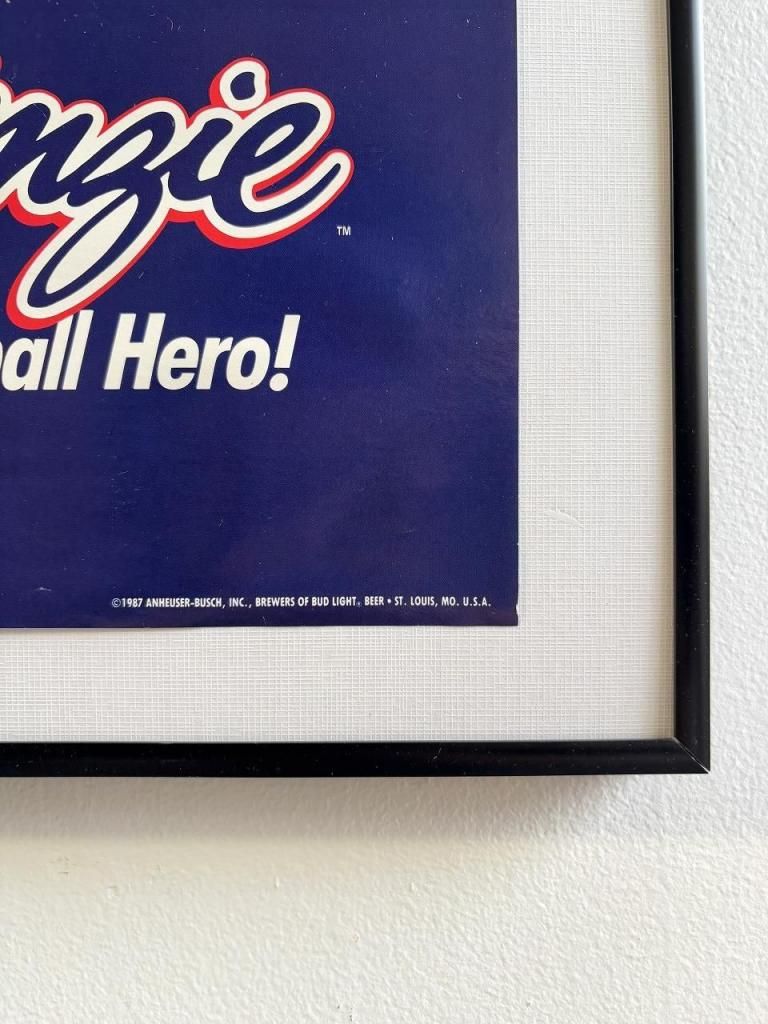 nzie
TM
all Hero!
©1987 ANHEUSER-BUSCH, INC., BREWERS OF BUD LIGHT® BEER • ST. LOUIS, MO. U.S.A.